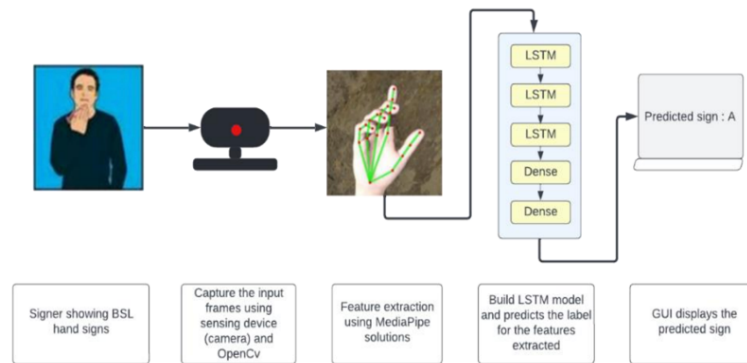 LSTM
LSTM
LSTM
Dense
Dense
Predicted sign : A
Signer showing BSL
hand signs
Capture the input
frames using
sensing device
(camera) and
OpenCv
Feature extraction
using MediaPipe
solutions
Build LSTM model
and predicts the label
for the features
extracted
GUI displays the
predicted sign